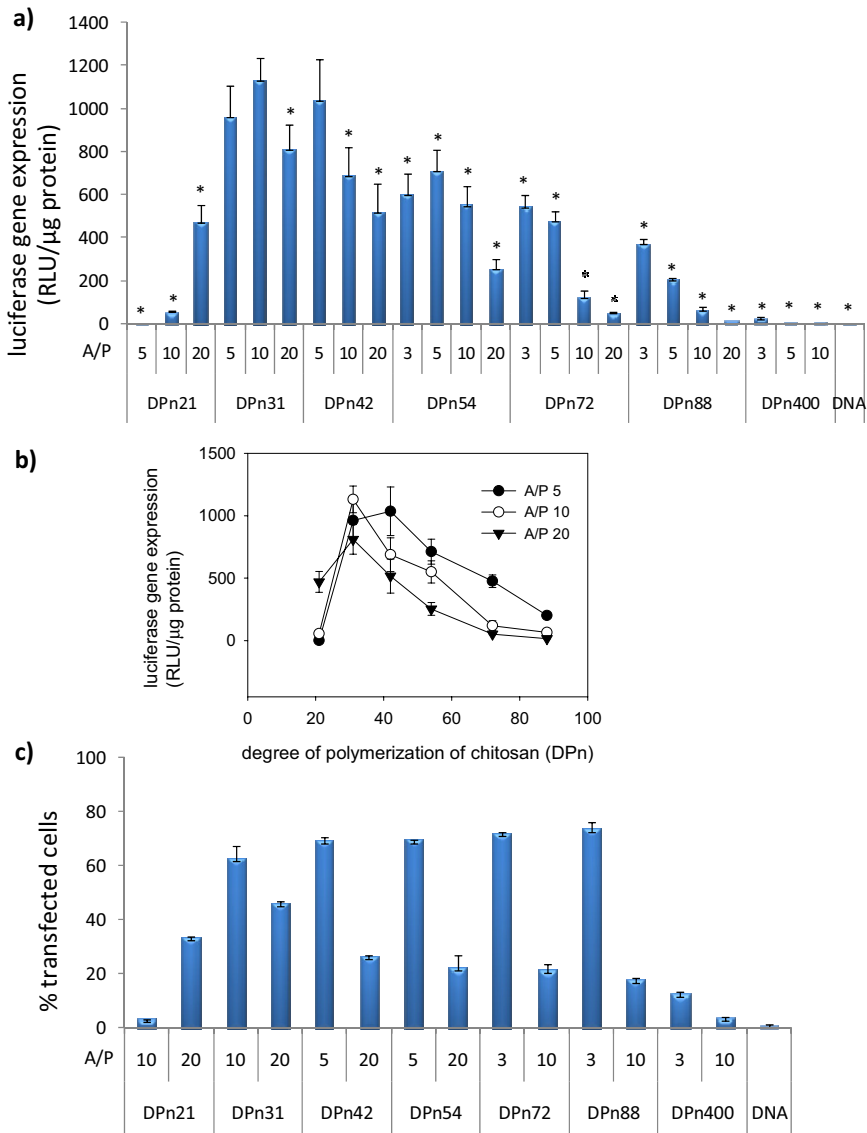 a)
luciferase gene expression
(RLU/µg protein)
1400
1200
1000
800
600
400
200
0
* * * * * * * * * * * * * * * * * * * * * *
A/P 5 10 20 5 10 20 5 10 20 3 5 10 20 3 5 10 20 3 5 10 20 3 5 10
DPn21 DPn31 DPn42 DPn54 DPn72 DPn88 DPn400 DNA
b)
luciferase gene expression
(RLU/µg protein)
1500
1000
500
0
A/P 5
A/P 10
A/P 20
0 20 40 60 80 100
degree of polymerization of chitosan (DPn)
c)
% transfected cells
100
80
60
40
20
0
A/P 10 20 10 20 5 20 5 20 3 10 3 10 3 10
DPn21 DPn31 DPn42 DPn54 DPn72 DPn88 DPn400 DNA